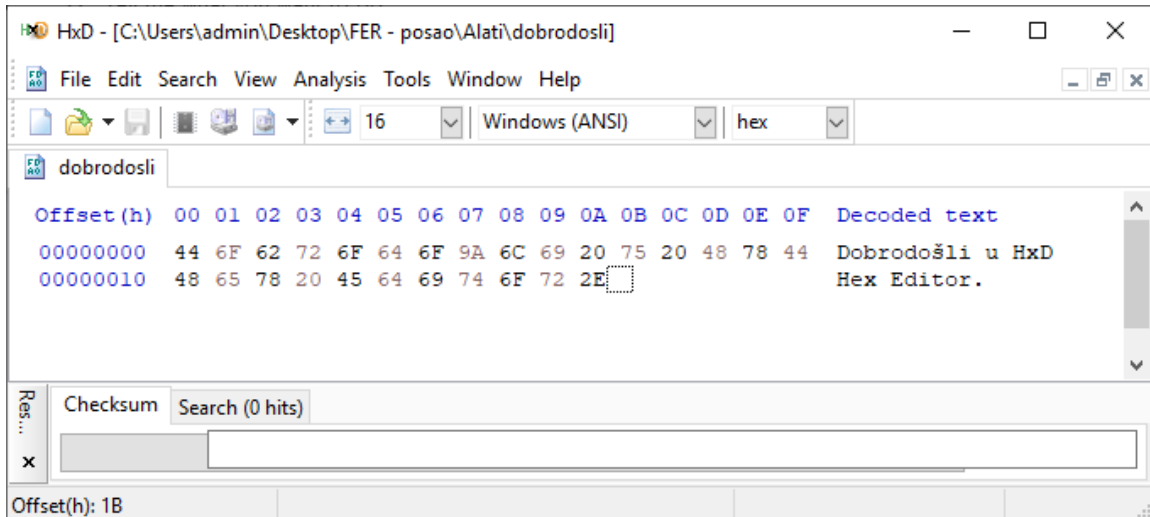 HxD - [C:\Users\admin\Desktop\FER - posao\Alati\dobrodosli]
File Edit Search View Analysis Tools Window Help
16 Windows (ANSI) hex
dobrodosli
Offset(h) 00 01 02 03 04 05 06 07 08 09 0A 0B 0C 0D 0E 0F Decoded text
00000000 44 6F 62 72 6F 64 6F 9A 6C 69 20 75 20 48 78 44 Dobrodošli u HxD
00000010 48 65 78 20 45 64 69 74 6F 72 2E Hex Editor.
Res...
Checksum Search (0 hits)
Offset(h): 1B